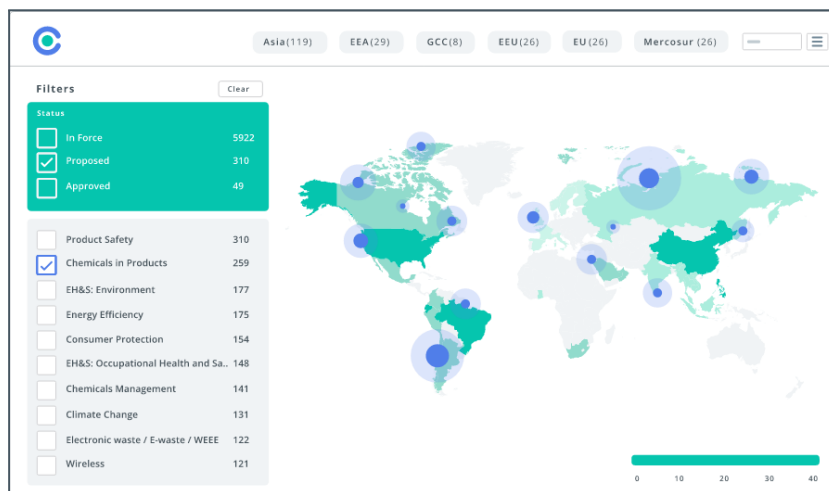 Asia(119) EEA(29) GCC(8) EEU(26) EU(26) Mercosur (26)
Filters Clear
Status
In Force 5922
Proposed 310
Approved 49
Product Safety 310
Chemicals in Products 259
EH&S: Environment 177
Energy Efficiency 175
Consumer Protection 154
EH&S: Occupational Health and Sa.. 148
Chemicals Management 141
Climate Change 131
Electronic waste / E-waste / WEEE 122
Wireless 121
0 10 20 30 40